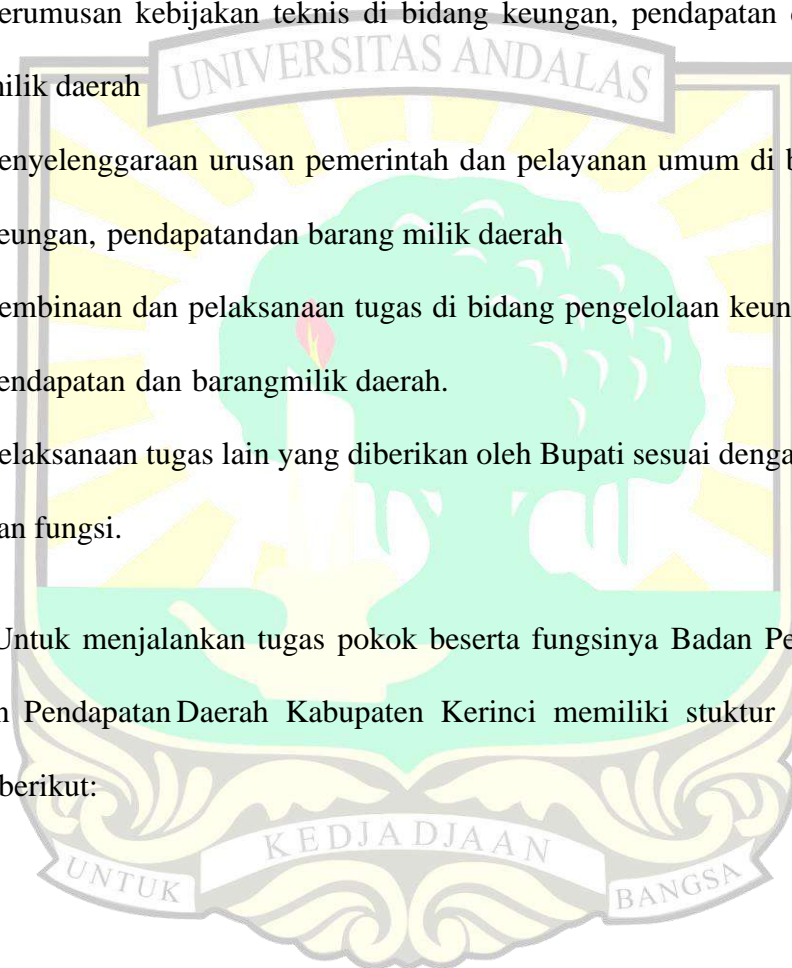 erumusan kebijakan teknis di bidang keungan, pendapatan
UNIVERSITAS ANDALAS
ilik daerah
enyelenggaraan urusan pemerintah dan pelayanan umum di
eungan, pendapatandan barang milik daerah
embinaan dan pelaksanaan tugas di bidang pengelolaan keun
endapatan dan barangmilik daerah.
elaksanaan tugas lain yang diberikan oleh Bupati sesuai denga
an fungsi.
Untuk menjalankan tugas pokok beserta fungsinya Badan Pe
n Pendapatan Daerah Kabupaten Kerinci memiliki stuktur
berikut:
UNTUK KEDJADJAAN BANGSA